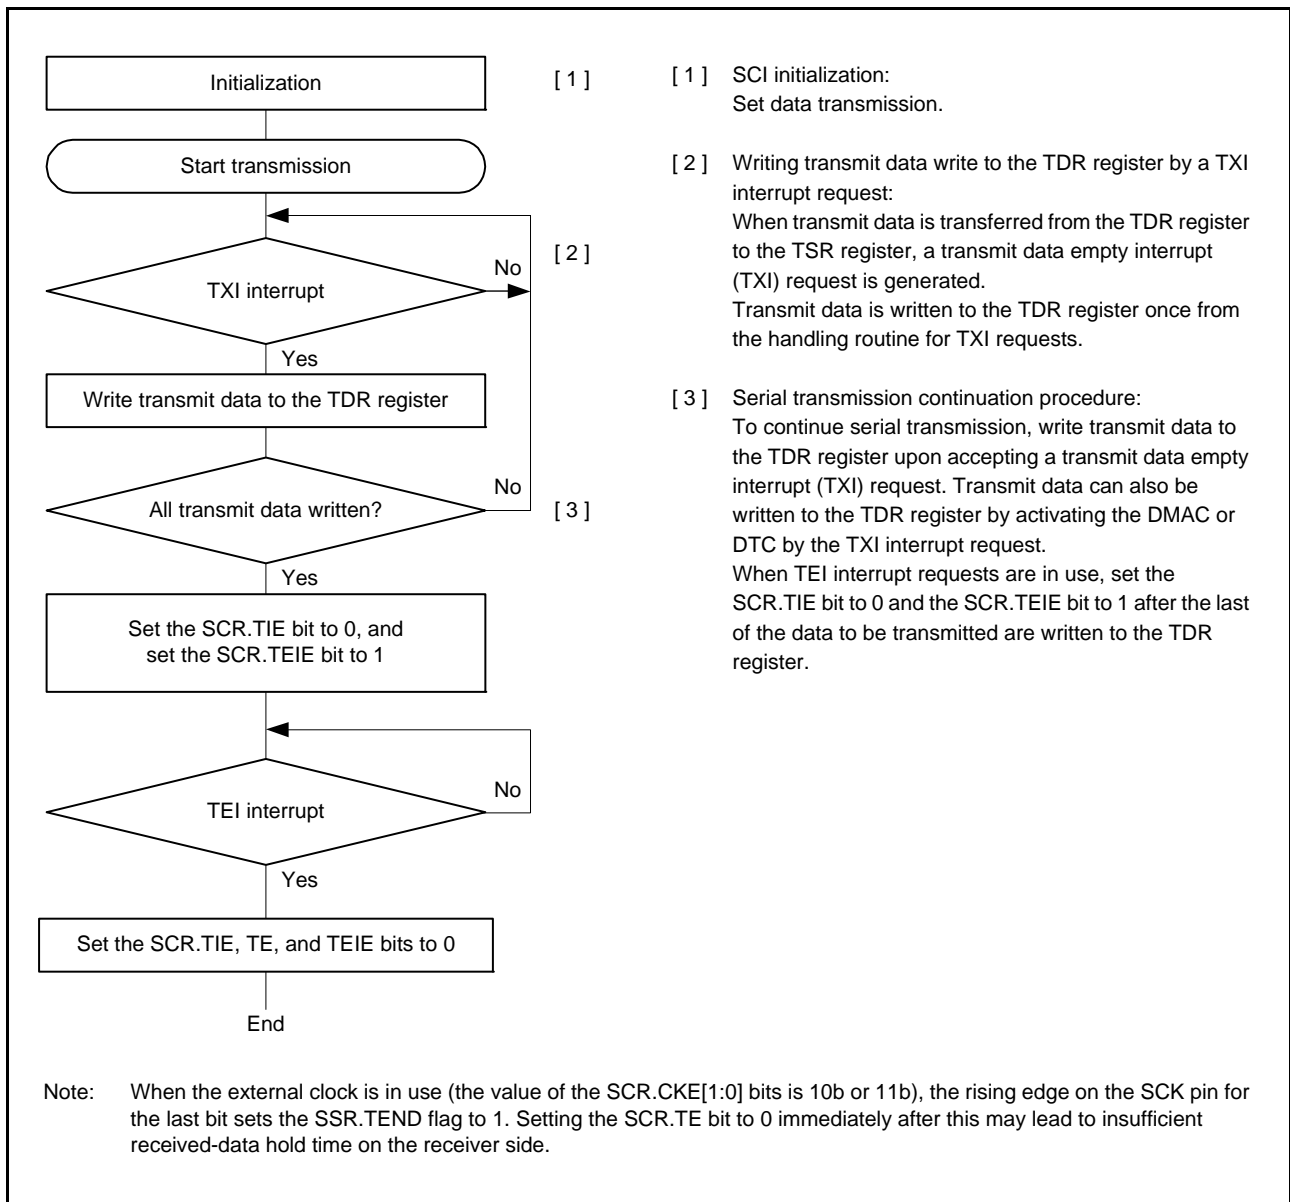 Initialization
[ 1 ]
Start transmission
[ 2 ]
TXI interrupt
No
Yes
Write transmit data to the TDR register
All transmit data written?
No
[ 3 ]
Yes
Set the SCR.TIE bit to 0, and
set the SCR.TEIE bit to 1
TEI interrupt
No
Yes
Set the SCR.TIE, TE, and TEIE bits to 0
End
[ 1 ] SCI initialization:
Set data transmission.
[ 2 ] Writing transmit data write to the TDR register by a TXI
interrupt request:
When transmit data is transferred from the TDR register
to the TSR register, a transmit data empty interrupt
(TXI) request is generated.
Transmit data is written to the TDR register once from
the handling routine for TXI requests.
[ 3 ] Serial transmission continuation procedure:
To continue serial transmission, write transmit data to
the TDR register upon accepting a transmit data empty
interrupt (TXI) request. Transmit data can also be
written to the TDR register by activating the DMAC or
DTC by the TXI interrupt request.
When TEI interrupt requests are in use, set the
SCR.TIE bit to 0 and the SCR.TEIE bit to 1 after the last
of the data to be transmitted are written to the TDR
register.
Note: When the external clock is in use (the value of the SCR.CKE[1:0] bits is 10b or 11b), the rising edge on the SCK pin for
the last bit sets the SSR.TEND flag to 1. Setting the SCR.TE bit to 0 immediately after this may lead to insufficient
received-data hold time on the receiver side.